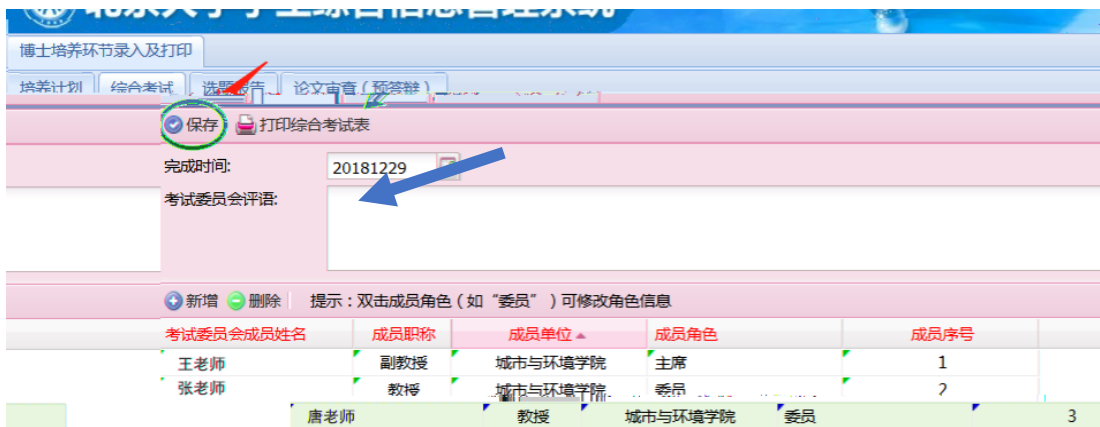 博士培养环节录入及打印
培养计划 综合考试 选题报告 论文审查（预答辩）
保存 打印综合考试表
完成时间: 20181229
考试委员会评语:
新增 删除 提示：双击成员角色（如“委员”）可修改角色信息
考试委员会成员姓名 成员职称 成员单位 成员角色 成员序号
王老师 副教授 城市与环境学院 主席 1
张老师 教授 城市与环境学院 委员 2
唐老师 教授 城市与环境学院 委员 3